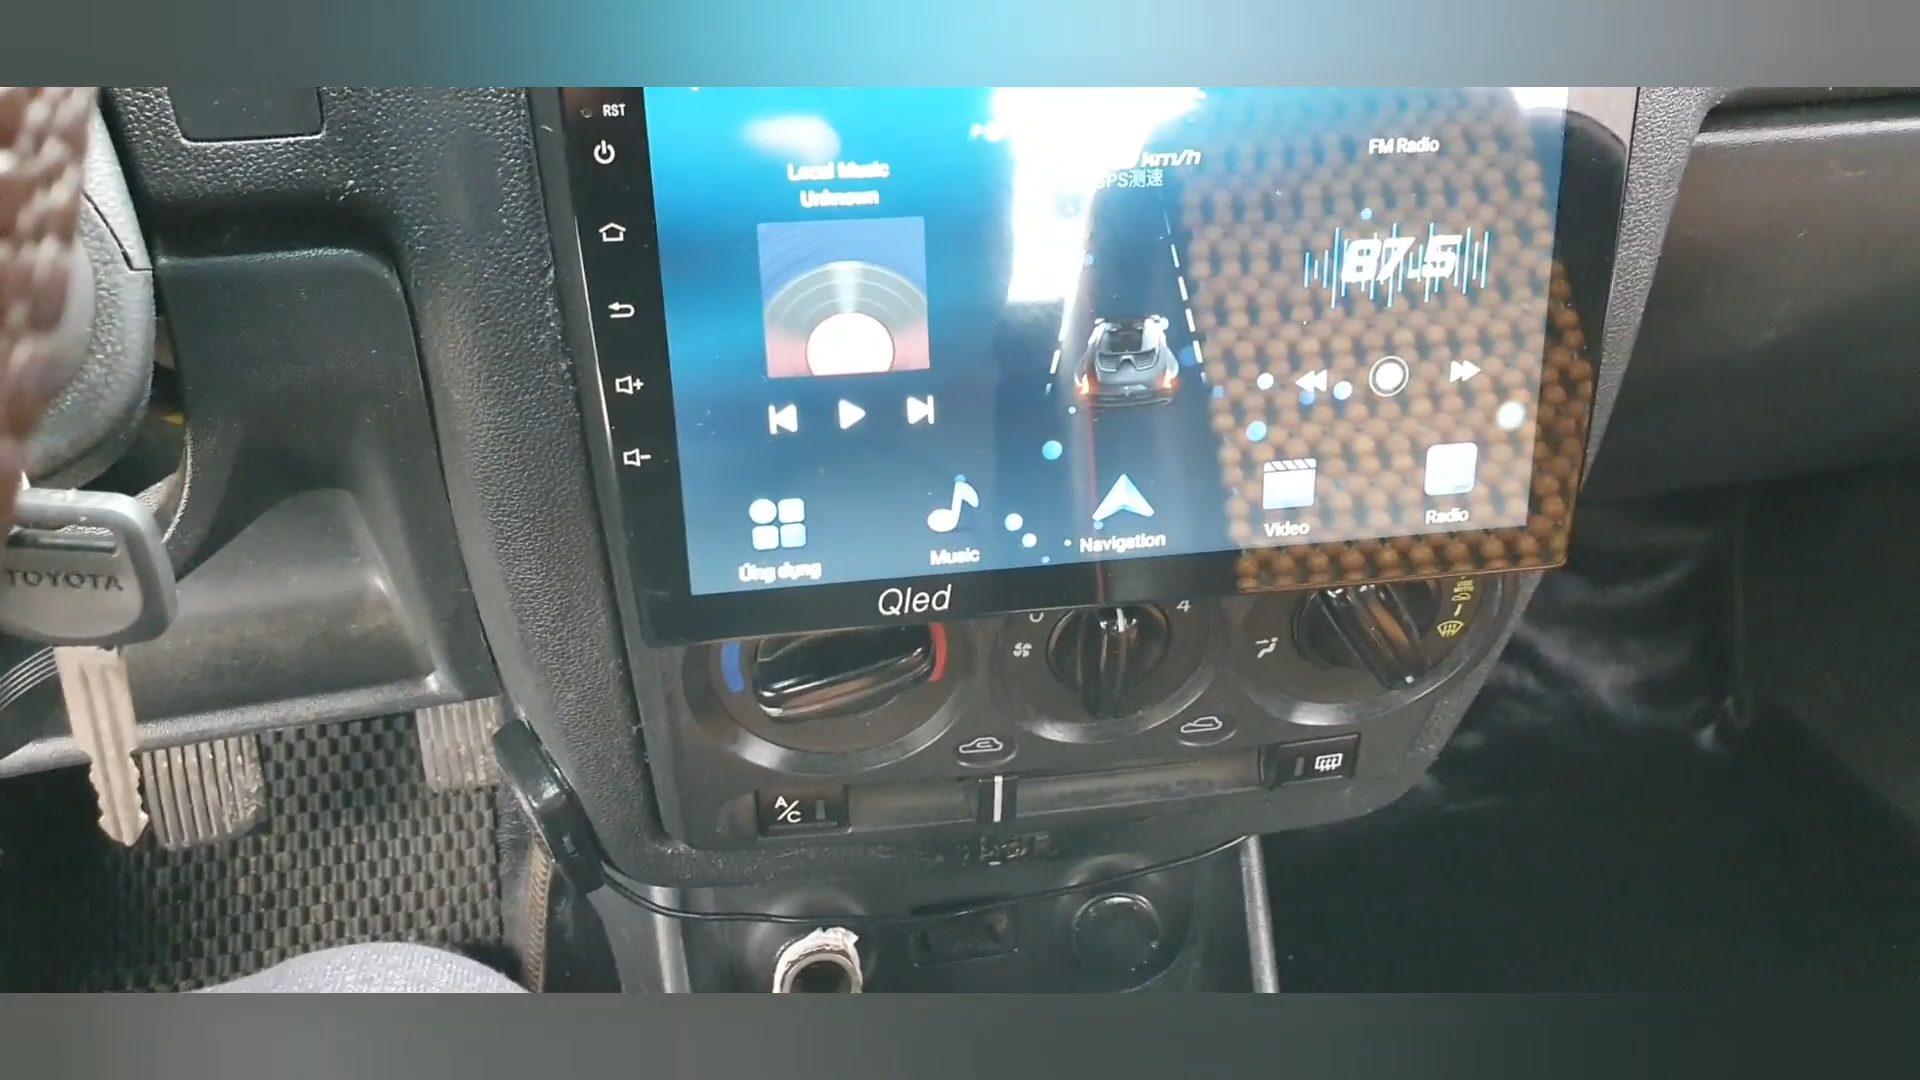 RST
Local Music
Unknown
km/h
GPS测速
FM Radio
87.5
Ứng dụng
Music
Navigation
Video
Radio
Qled
TOYOTA
4
A/C